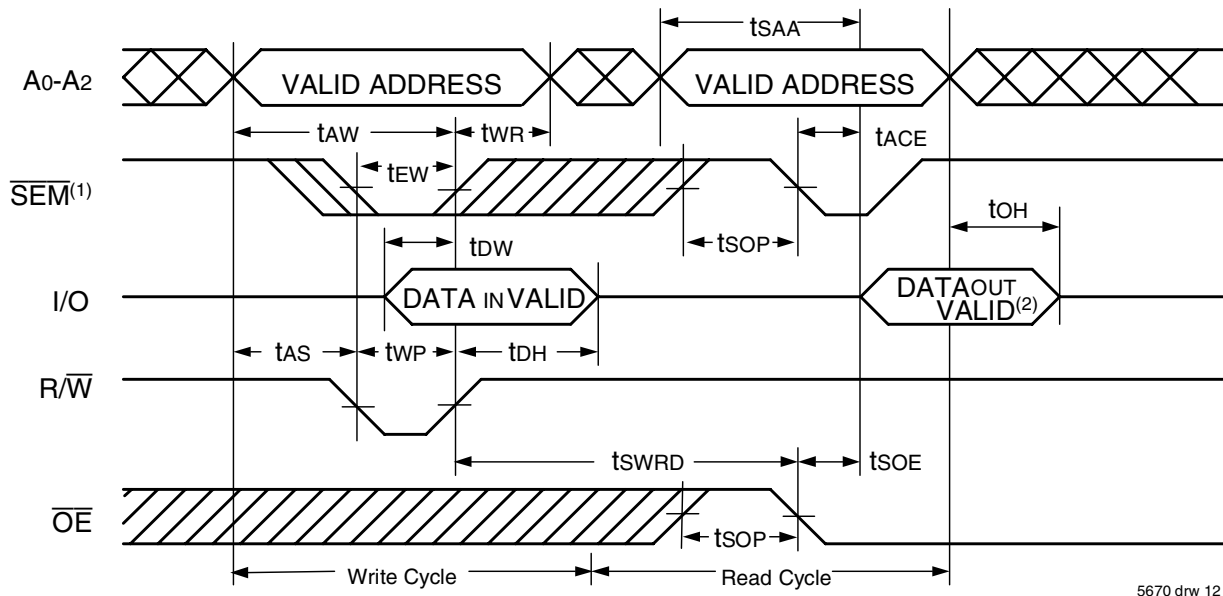 tSAA
A0-A2 VALID ADDRESS VALID ADDRESS
tAW tWR tACE
tEW
SEM(1)
tSOP tOH
tDW
I/O DATA IN VALID DATAOUT
VALID(2)
tAS tWP tDH
R/W
tSWRD tSOE
OE
tSOP
Write Cycle Read Cycle
5670 drw 12